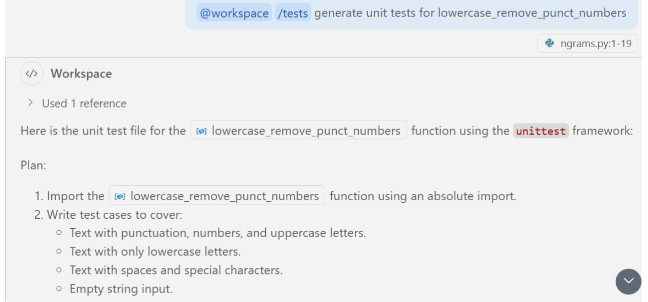 @workspace /tests generate unit tests for lowercase_remove_punct_numbers
ngrams.py:1-19
Workspace
Used 1 reference
Here is the unit test file for the lowercase_remove_punct_numbers function using the unittest framework:
Plan:
1. Import the lowercase_remove_punct_numbers function using an absolute import.
2. Write test cases to cover:
Text with punctuation, numbers, and uppercase letters.
Text with only lowercase letters.
Text with spaces and special characters.
Empty string input.